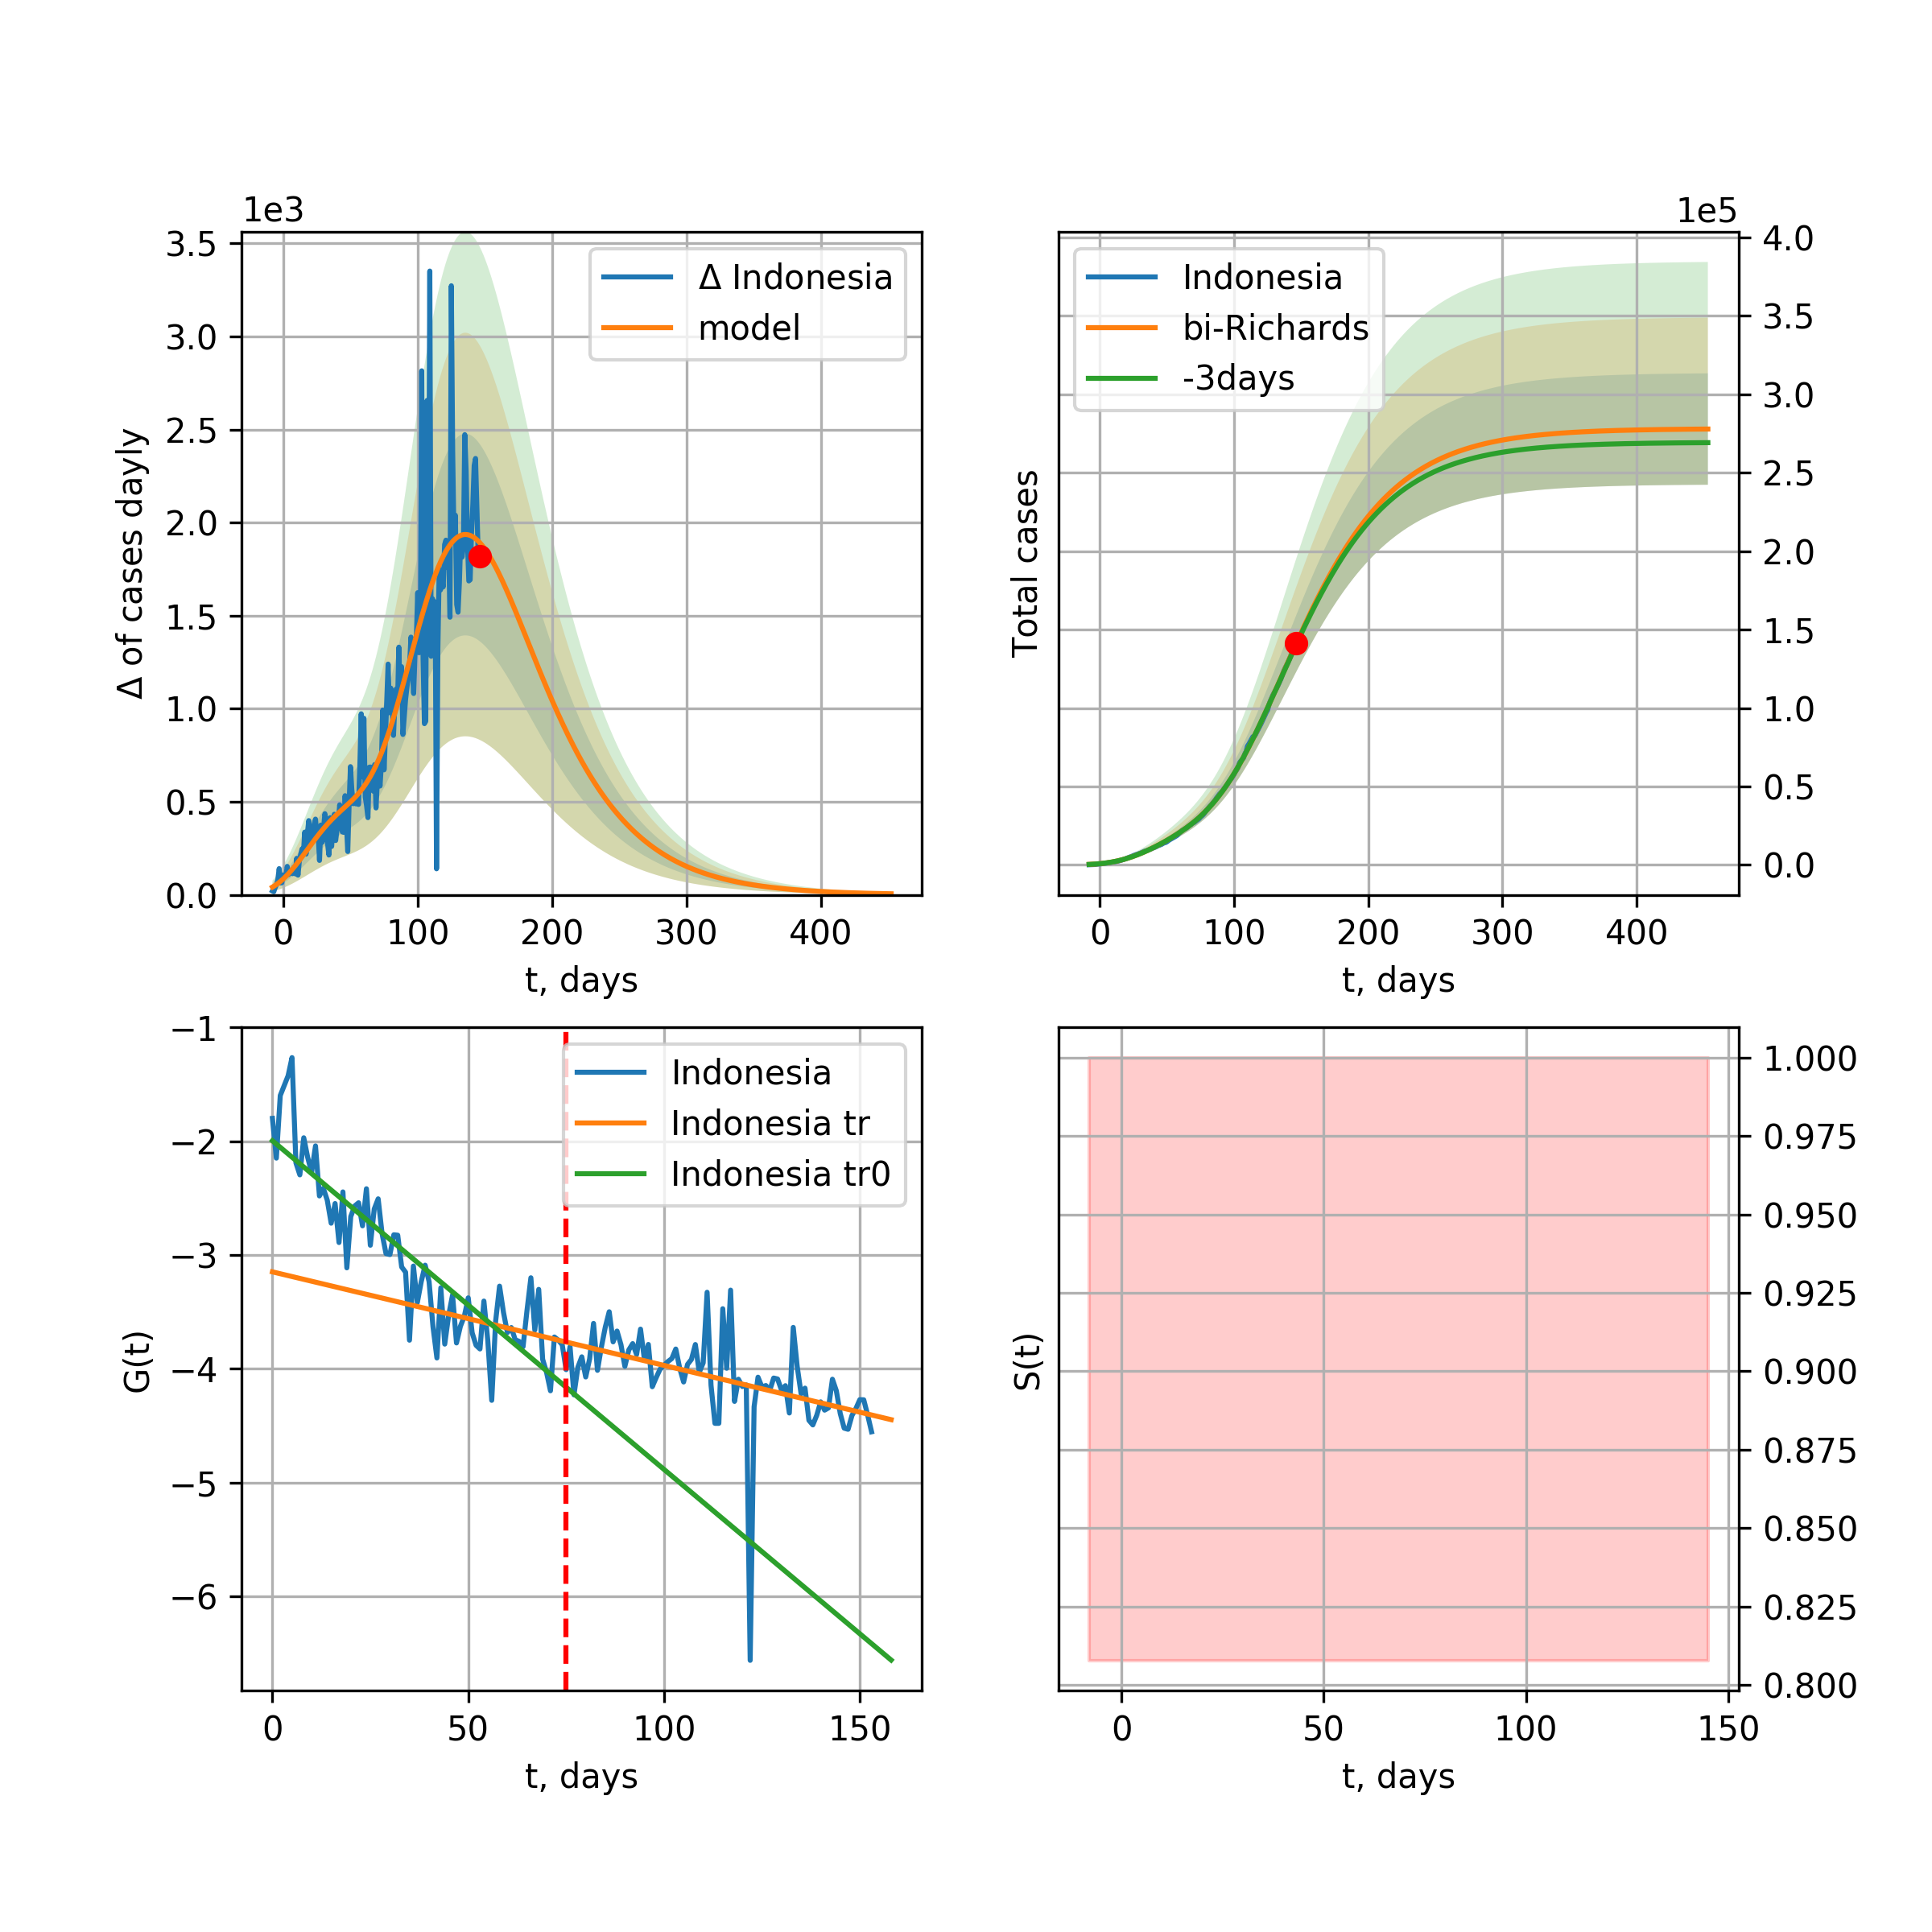 1e3
3.5
3.0
2.5
2.0
1.5
1.0
0.5
0.0
Δ of cases dayly
Δ Indonesia
model
0 100 200 300 400
t, days
1e5
Indonesia
bi-Richards
-3days
4.0
3.5
3.0
2.5
2.0
1.5
1.0
0.5
0.0
Total cases
0 100 200 300 400
t, days
−1
−2
−3
−4
−5
−6
G(t)
Indonesia
Indonesia tr
Indonesia tr0
0 50 100 150
t, days
1.000
0.975
0.950
0.925
0.900
0.875
0.850
0.825
0.800
S(t)
0 50 100 150
t, days